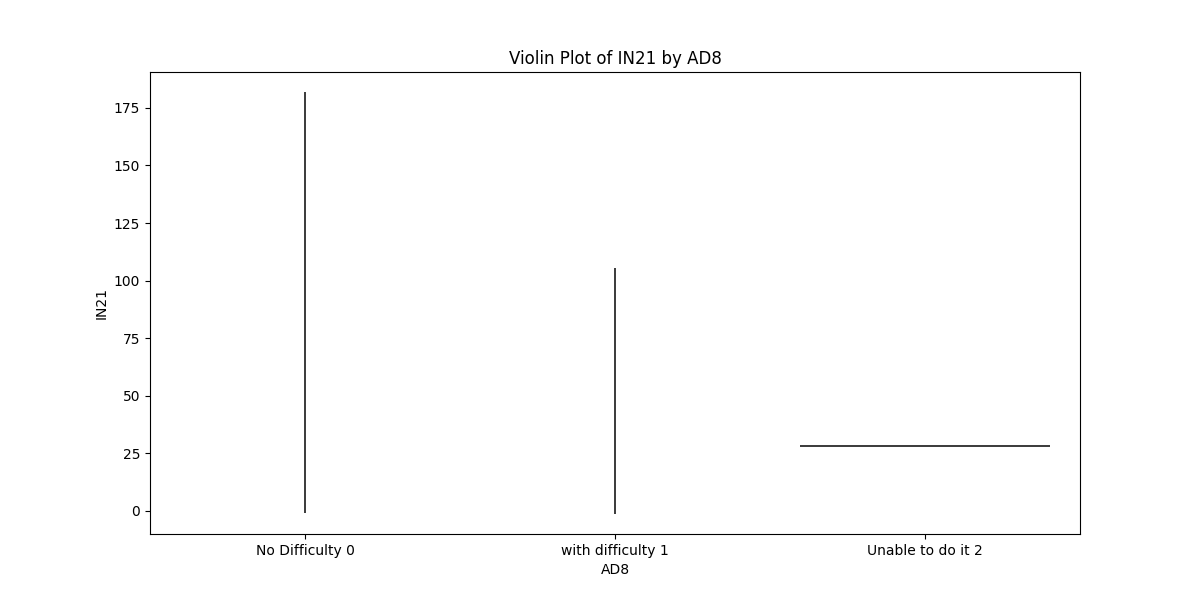 Violin Plot of IN21 by AD8
175
150
125
100
75
50
25
0
IN21
No Difficulty 0
with difficulty 1
Unable to do it 2
AD8